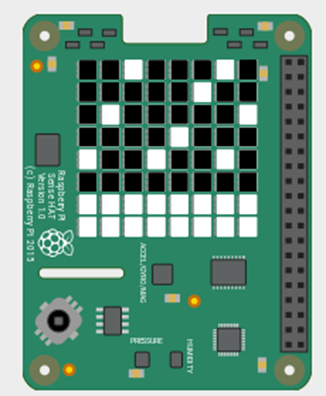 Raspberry Pi
Sense HAT
Version 1.0
(c) Raspberry Pi 2015
ACCEL/GYRO/MAG
PRESSURE
HUMIDITY